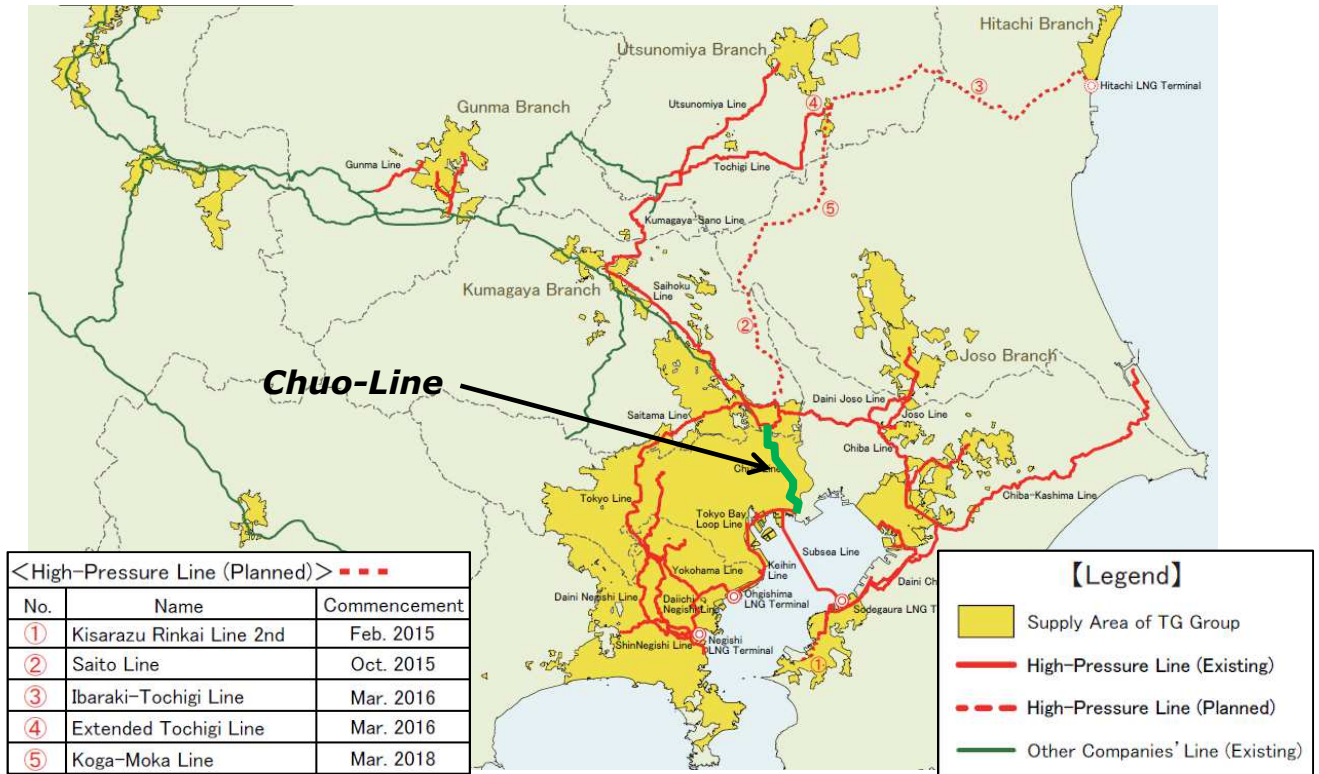 Hitachi Branch
Utsunomiya Branch
③
Hitachi LNG Terminal
④
Utsunomiya Line
Gunma Branch
Gunma Line
Tochigi Line
⑤
Kumagaya-Sano Line
Kumagaya Branch
Saihoku
Line
②
Joso Branch
Chuo-Line
Daini Joso Line
Saitama Line
Joso Line
Chiba Line
Tokyo Line
Chiba-Kashima Line
Tokyo Bay
Loop Line
Subsea Line
Yokohama Line
Keihin
Line
Daini Negishi Line
Daiichi
Negishi Line
Ohgishima
LNG Terminal
Daini Ch
Sodegaura LNG T
ShinNegishi Line
Negishi
LNG Terminal
①
<High-Pressure Line (Planned)>
No. Name Commencement
① Kisarazu Rinkai Line 2nd Feb. 2015
② Saito Line Oct. 2015
③ Ibaraki-Tochigi Line Mar. 2016
④ Extended Tochigi Line Mar. 2016
⑤ Koga-Moka Line Mar. 2018
【Legend】
Supply Area of TG Group
High-Pressure Line (Existing)
High-Pressure Line (Planned)
Other Companies' Line (Existing)